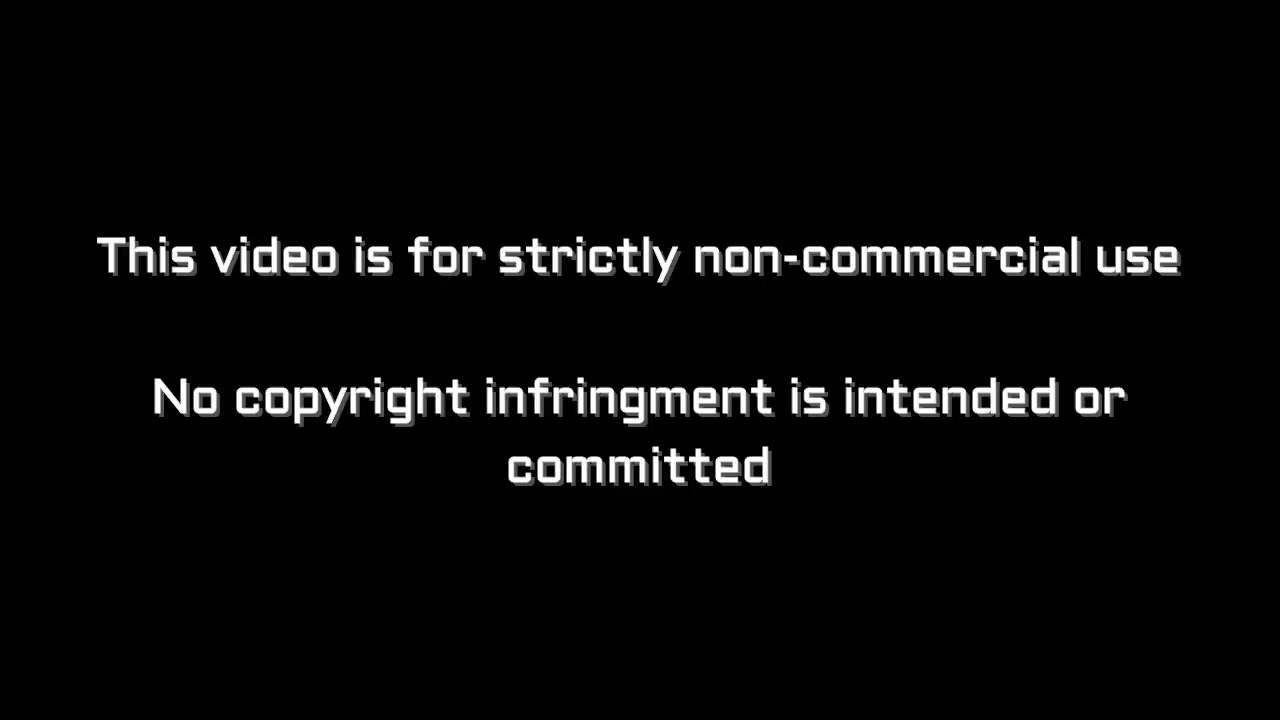 This video is for strictly non-commercial use
No copyright infringment is intended or
committed